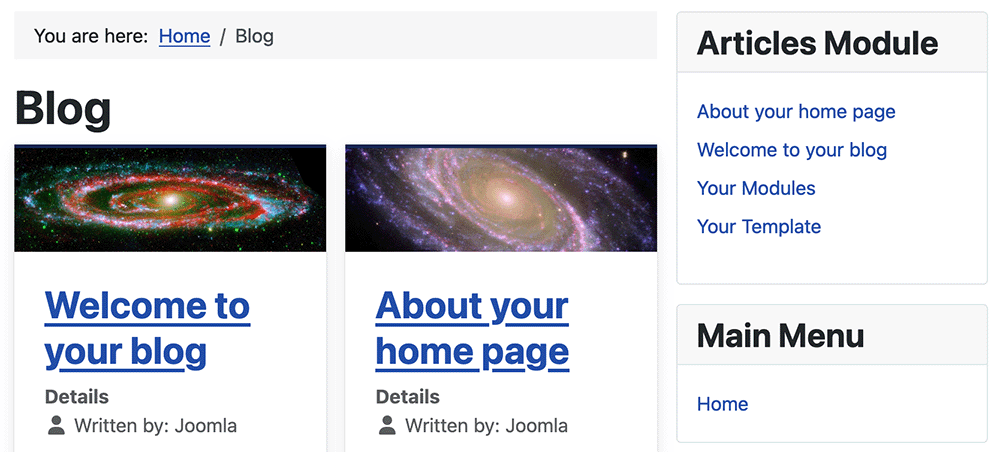 You are here: Home / Blog
Blog
Welcome to
your blog
Details
Written by: Joomla
About your
home page
Details
Written by: Joomla
Articles Module
About your home page
Welcome to your blog
Your Modules
Your Template
Main Menu
Home